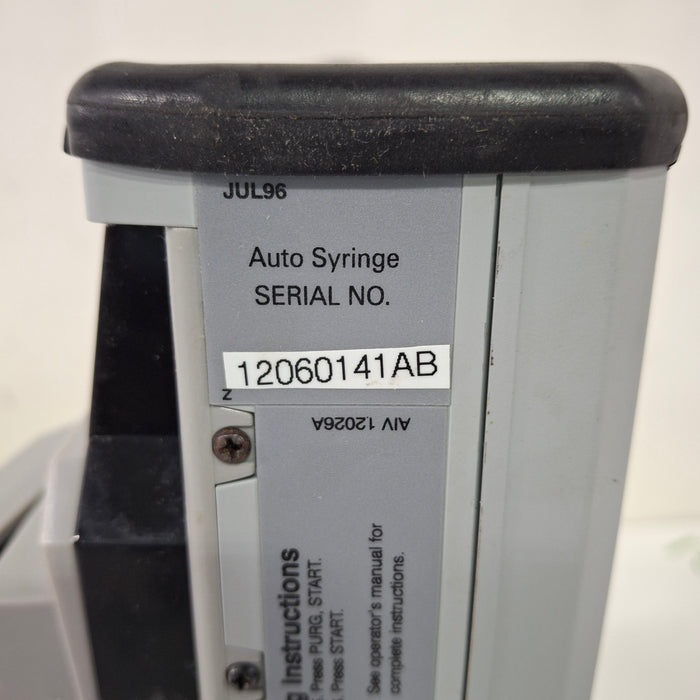 JUL96
Auto Syringe
SERIAL NO.
12060141AB
Z
AIV 12026A
Instructions
Press PURG, START.
Press START.
See operator's manual for
complete instructions.